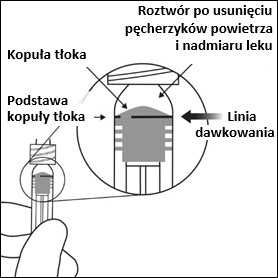 Roztwór po usunięciu
pęcherzyków powietrza
i nadmiaru leku
Kopuła tłoka
Podstawa
kopuły tłoka
Linia
dawkowania